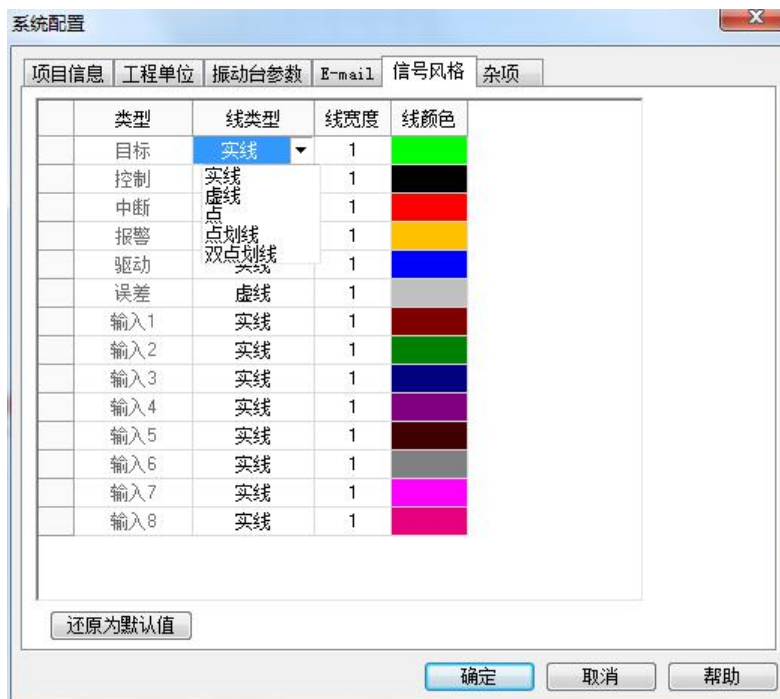 系统配置
项目信息 工程单位 振动台参数 E-mail 信号风格 杂项
类型 线类型 线宽度 线颜色
目标 实线 1
控制 实线 1
中断 虚线 1
点
报警 点划线 1
双点划线
驱动 实线 1
误差 虚线 1
输入1 实线 1
输入2 实线 1
输入3 实线 1
输入4 实线 1
输入5 实线 1
输入6 实线 1
输入7 实线 1
输入8 实线 1
还原为默认值
确定 取消 帮助